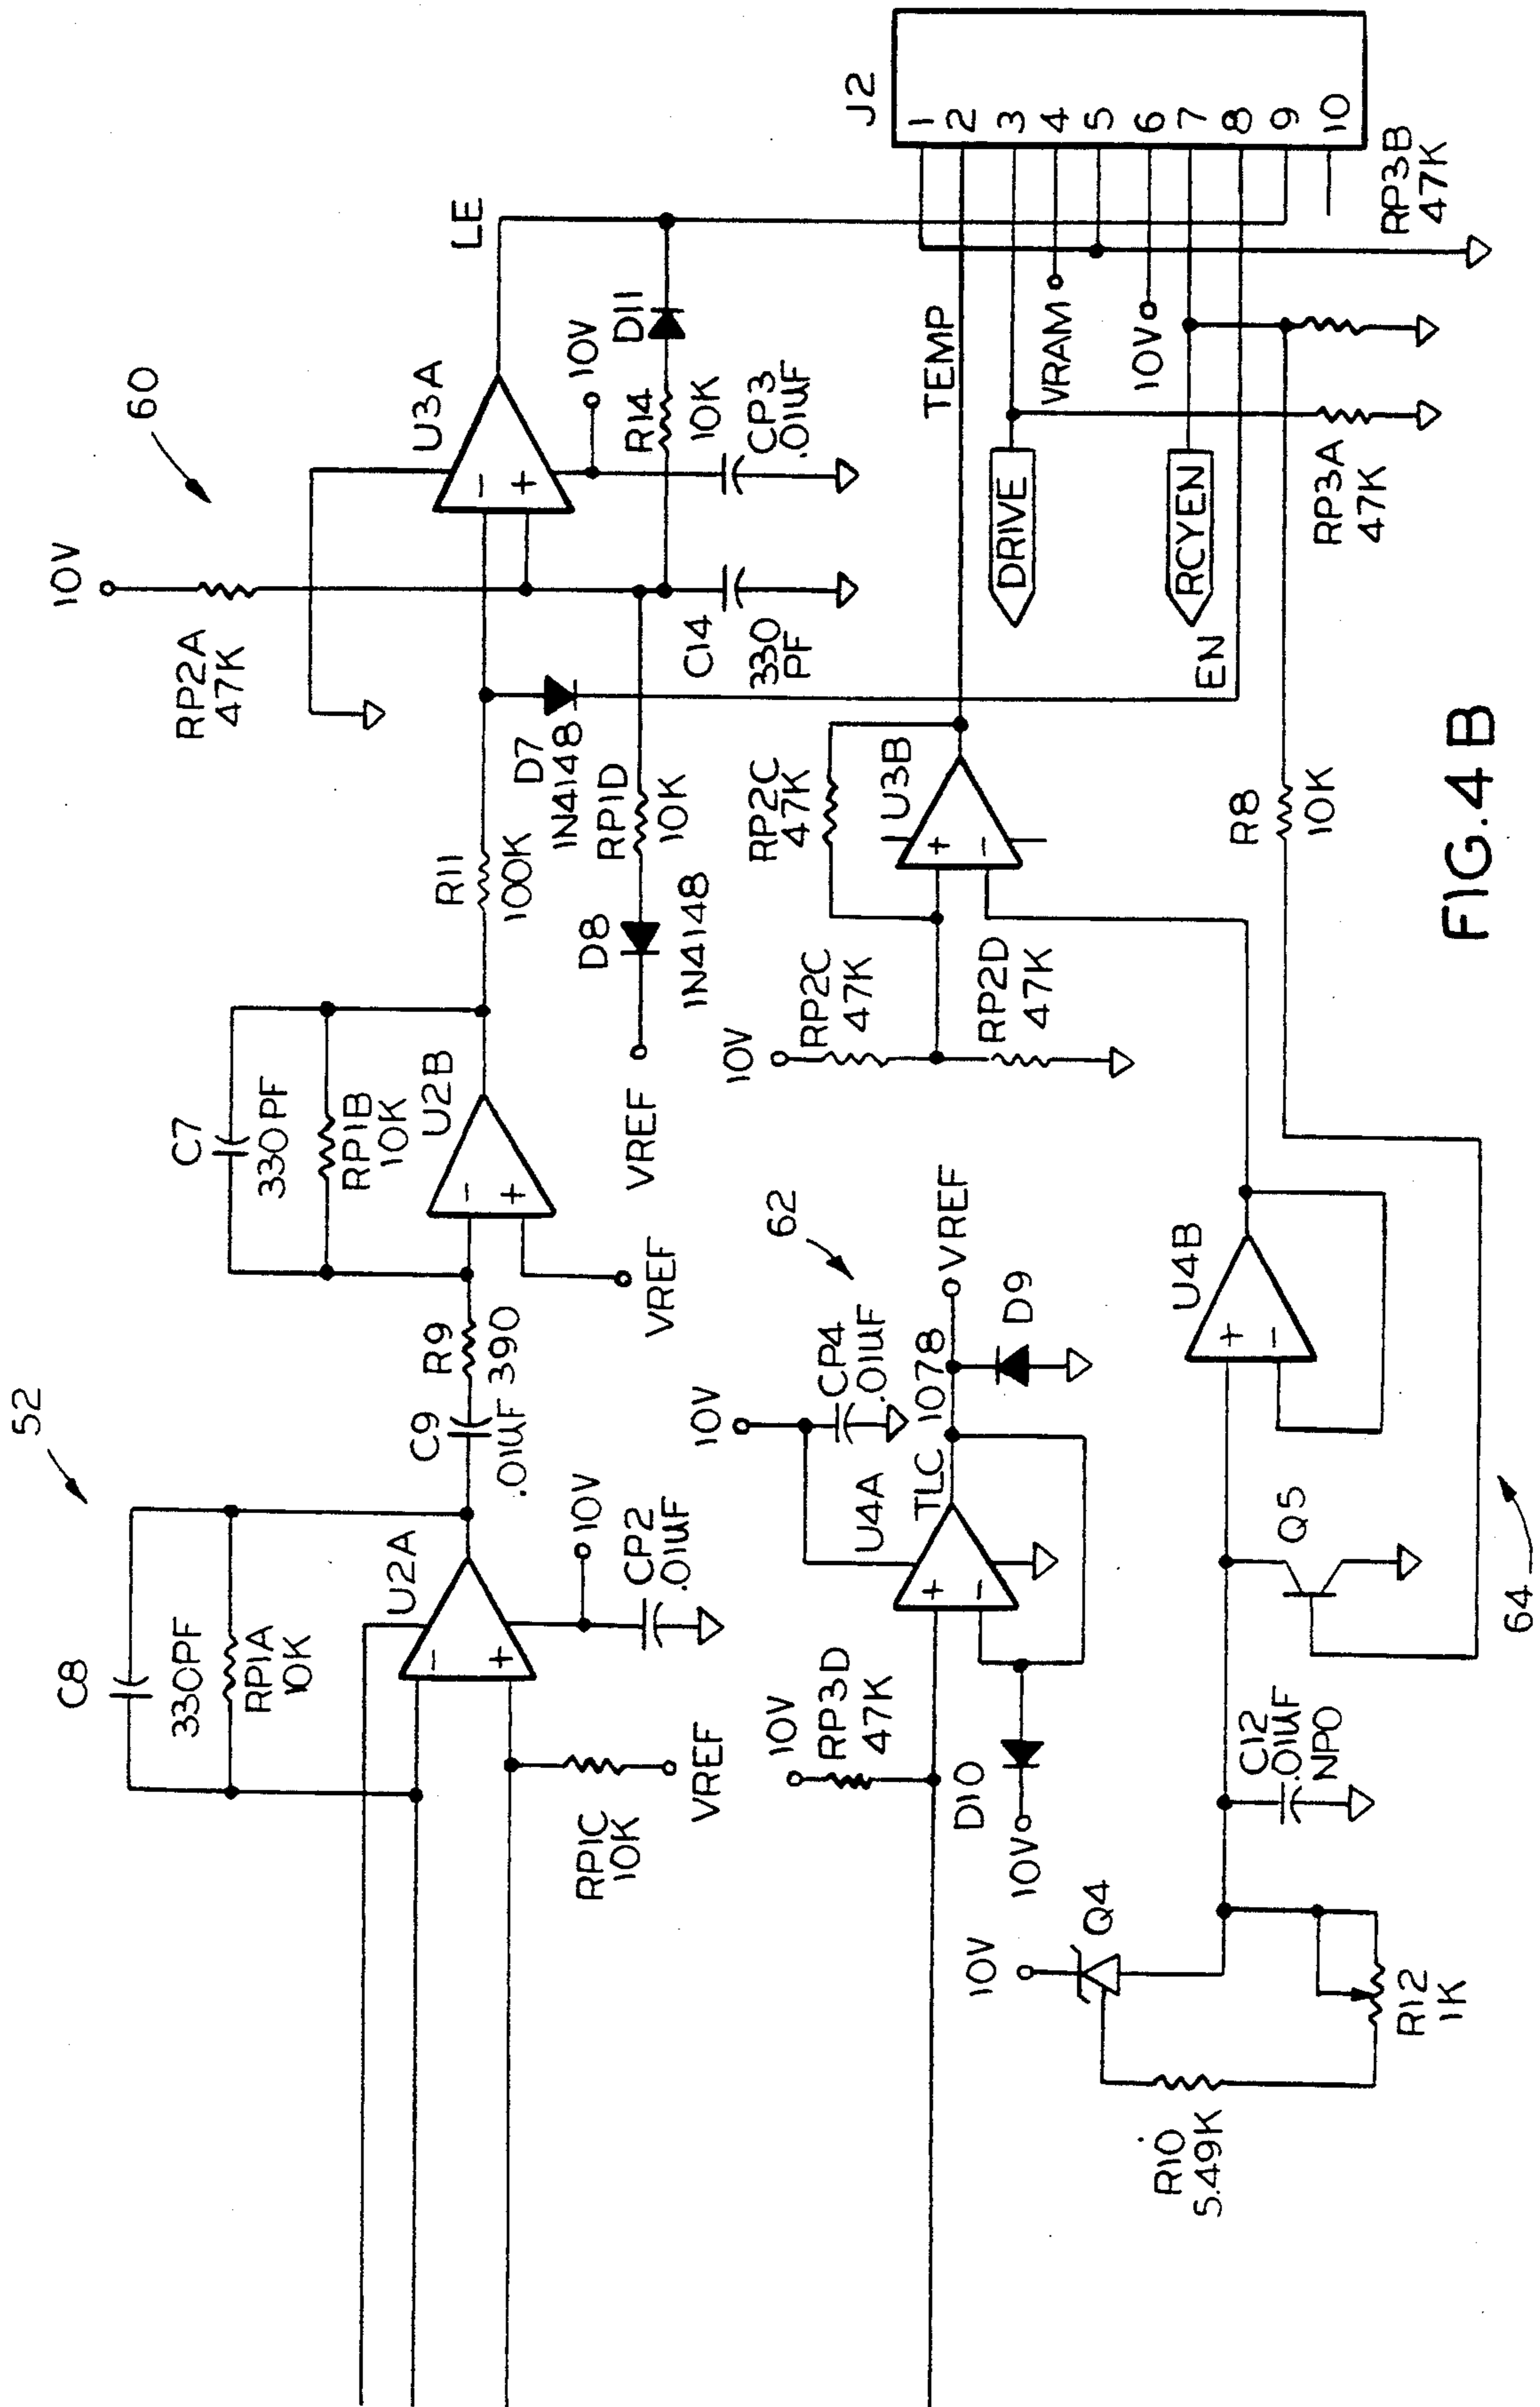 52
C8
330PF
RP1A
10K
U2A
10V
CP2
.01UF
RP1C
10K
VREF
C9
.01UF
R9
390
C7
330PF
RP1B
10K
U2B
VREF
R11
100K
D7
1N4148
D8
1N4148
RP1D
10K
VREF
60
10V
RP2A
47K
U3A
LE
10V
R14
10K
D11
CP3
.01UF
C14
330
PF
62
10V
CP4
.01UF
U4A
TLC 1078
VREF
D9
10V
RP3D
47K
D10
10V
10V
RP2C
47K
RP2D
47K
RP2C
47K
U3B
TEMP
DRIVE
VRAM
10V
RCYEN
EN
J2
1
2
3
4
5
6
7
8
9
10
RP3B
47K
RP3A
47K
R8
10K
10V
Q4
R10
5.49K
R12
1K
C12
.01UF
NPO
Q5
U4B
64
FIG. 4B